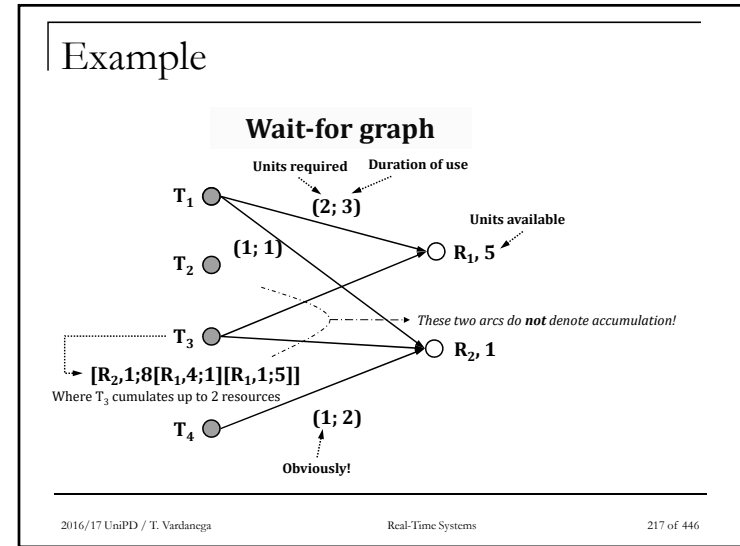 Example
Wait-for graph
Units required Duration of use
T1
(2; 3)
Units available
(1; 1)
R1, 5
T2
These two arcs do not denote accumulation!
T3
R2, 1
[R2,1;8[R1,4;1][R1,1;5]]
Where T3 cumulates up to 2 resources
(1; 2)
T4
Obviously!
2016/17 UniPD / T. Vardanega Real-Time Systems 217 of 446